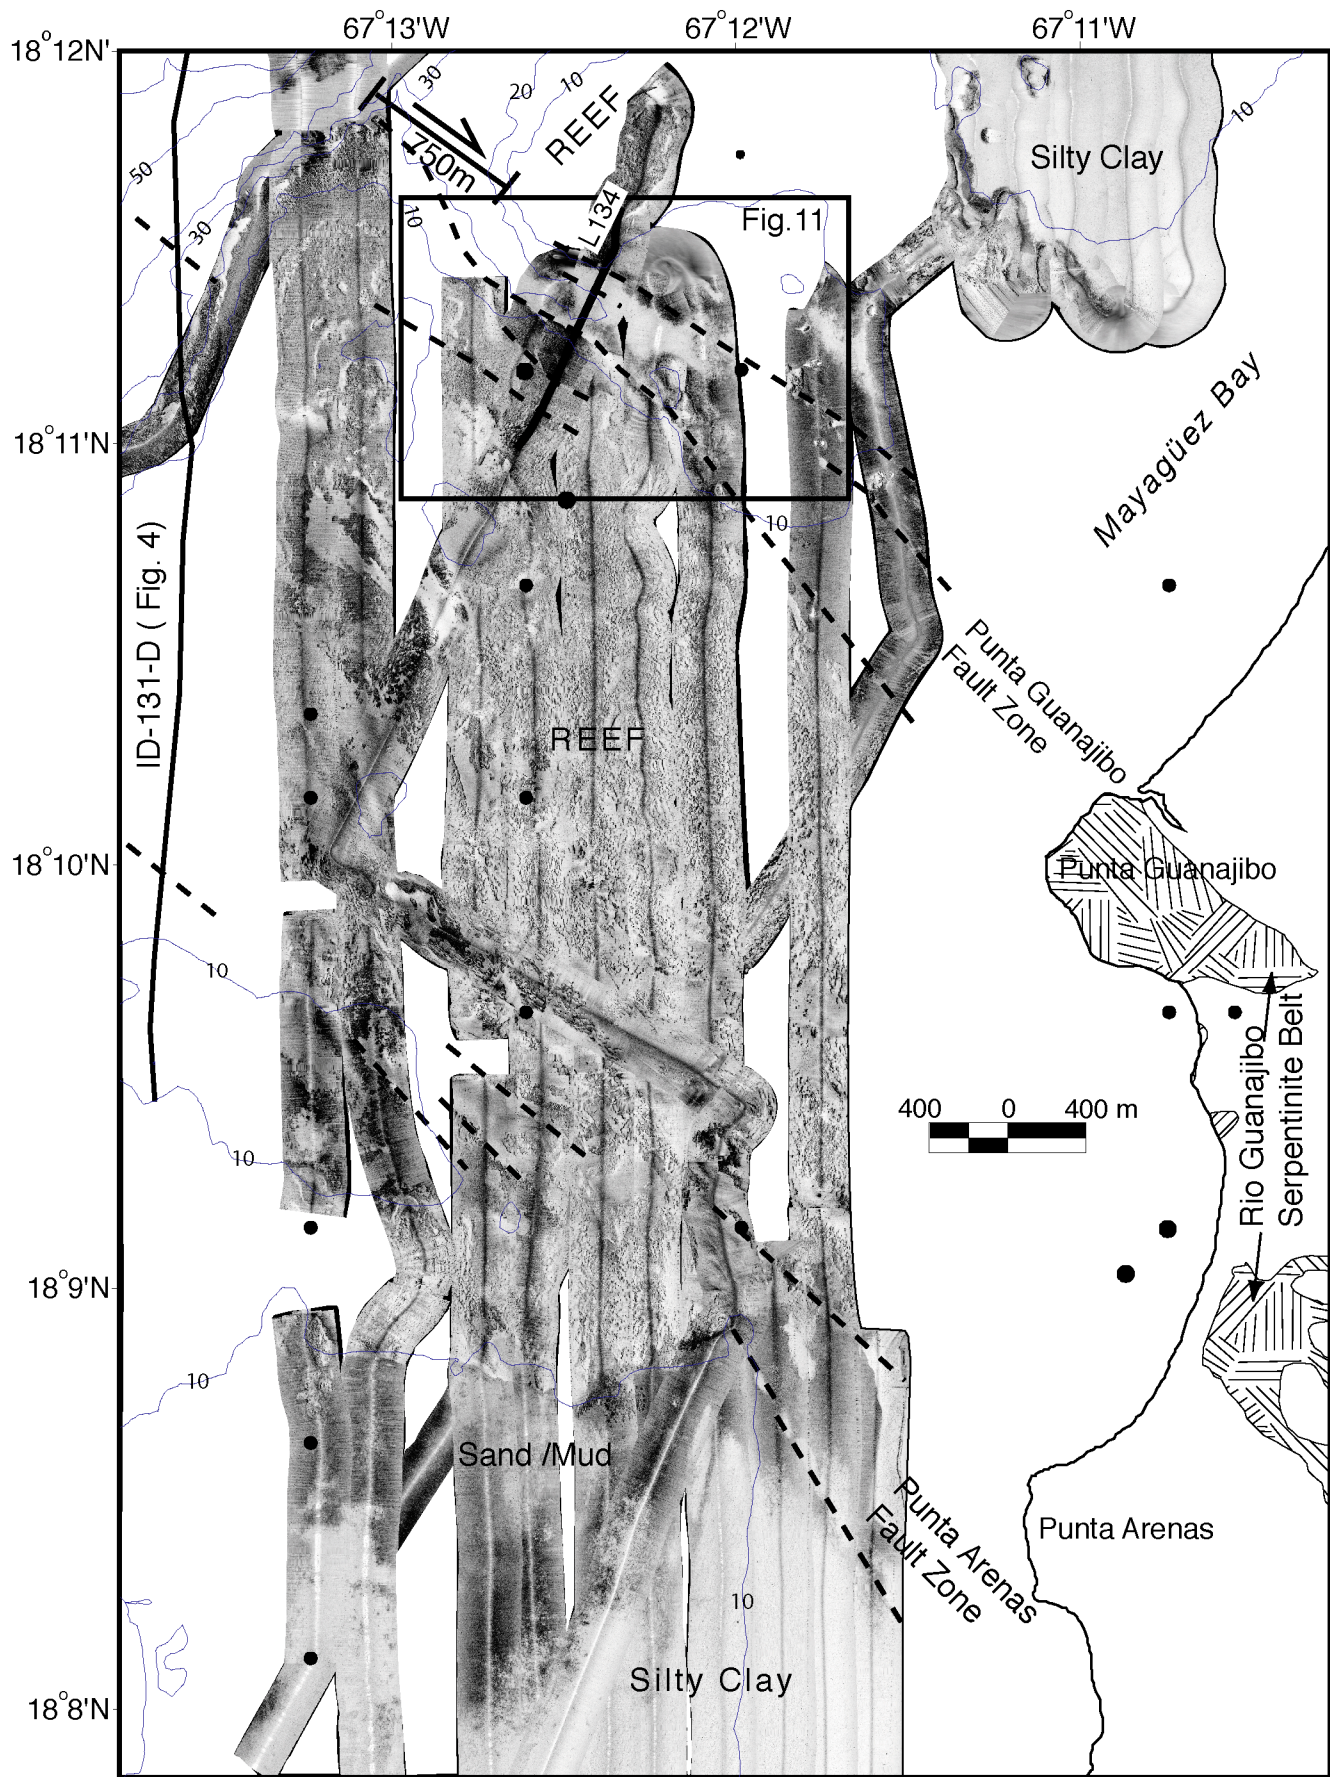 67°13'W
67°12'W
67°11'W
18°12'N
30
20
10
REEF
750m
10
Silty Clay
50
30
10
L134
Fig.11
Mayagüez Bay
18°11'N
10
ID-131-D ( Fig. 4)
Punta Guanajibo
Fault Zone
REEF
18°10'N
Punta Guanajibo
10
Rio Guanajibo
Serpentinite Belt
400 0 400 m
10
18°9'N
10
Sand /Mud
Punta Arenas
Fault Zone
Punta Arenas
10
Silty Clay
18°8'N